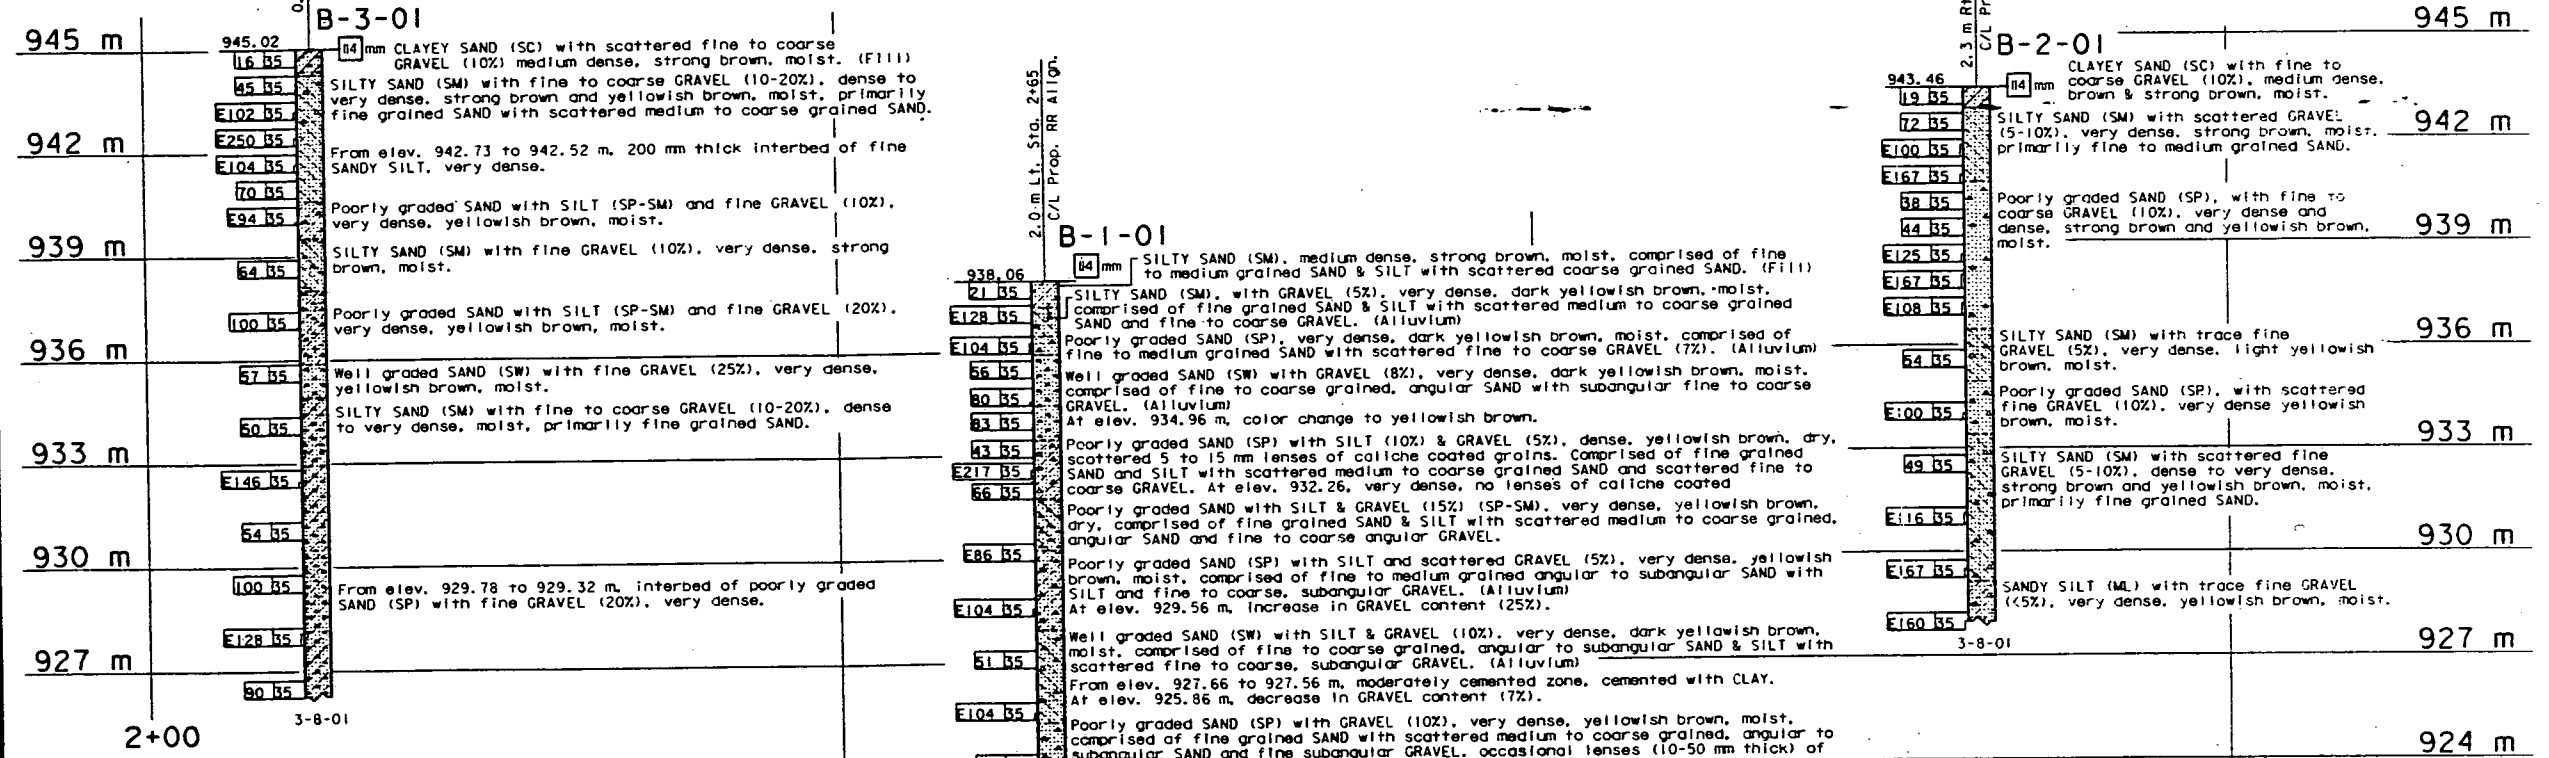 B-3-01
945 m
945.02
114 mm CLAYEY SAND (SC) with scattered fine to coarse
GRAVEL (10%) medium dense, strong brown, moist. (Fill)
16 35
SILTY SAND (SM) with fine to coarse GRAVEL (10-20%), dense to
very dense, strong brown and yellowish brown, moist, primarily
fine grained SAND with scattered medium to coarse grained SAND.
45 35
E102 35
E250 35
942 m
From elev. 942.73 to 942.52 m, 200 mm thick interbed of fine
SANDY SILT, very dense.
E104 35
70 35
Poorly graded SAND with SILT (SP-SM) and fine GRAVEL (10%),
very dense, yellowish brown, moist.
E94 35
939 m
SILTY SAND (SM) with fine GRAVEL (10%), very dense, strong
brown, moist.
64 35
Poorly graded SAND with SILT (SP-SM) and fine GRAVEL (20%),
very dense, yellowish brown, moist.
100 35
936 m
Well graded SAND (SW) with fine GRAVEL (25%), very dense,
yellowish brown, moist.
57 35
SILTY SAND (SM) with fine to coarse GRAVEL (10-20%), dense
to very dense, moist, primarily fine grained SAND.
50 35
933 m
E146 35
54 35
930 m
100 35
From elev. 929.78 to 929.32 m, interbed of poorly graded
SAND (SP) with fine GRAVEL (20%), very dense.
E128 35
927 m
90 35
3-8-01
2+00
2.0 m Lt. Sta. 2+65
C/L Prop. RR Align.
B-1-01
938.06
114 mm
SILTY SAND (SM), medium dense, strong brown, moist, comprised of fine
to medium grained SAND & SILT with scattered coarse grained SAND. (Fill)
21 35
SILTY SAND (SM), with GRAVEL (5%), very dense, dark yellowish brown, moist,
comprised of fine grained SAND & SILT with scattered medium to coarse grained
SAND and fine to coarse GRAVEL. (Alluvium)
E128 35
Poorly graded SAND (SP), very dense, dark yellowish brown, moist, comprised of
fine to medium grained SAND with scattered fine to coarse GRAVEL (7%). (Alluvium)
E104 35
56 35
Well graded SAND (SW) with GRAVEL (8%), very dense, dark yellowish brown, moist,
comprised of fine to coarse grained, angular SAND with subangular fine to coarse
GRAVEL. (Alluvium)
80 35
At elev. 934.96 m, color change to yellowish brown.
83 35
Poorly graded SAND (SP) with SILT (10%) & GRAVEL (5%), dense, yellowish brown, dry,
scattered 5 to 15 mm lenses of caliche coated grains. Comprised of fine grained
SAND and SILT with scattered medium to coarse grained SAND and scattered fine to
coarse GRAVEL. At elev. 932.26, very dense, no lenses of caliche coated
43 35
E217 35
66 35
Poorly graded SAND with SILT & GRAVEL (15%) (SP-SM), very dense, yellowish brown,
dry, comprised of fine grained SAND & SILT with scattered medium to coarse grained,
angular SAND and fine to coarse angular GRAVEL.
E86 35
Poorly graded SAND (SP) with SILT and scattered GRAVEL (5%), very dense, yellowish
brown, moist, comprised of fine to medium grained angular to subangular SAND with
SILT and fine to coarse, subangular GRAVEL. (Alluvium)
At elev. 929.56 m, increase in GRAVEL content (25%).
E104 35
Well graded SAND (SW) with SILT & GRAVEL (10%), very dense, dark yellowish brown,
moist, comprised of fine to coarse grained, angular to subangular SAND & SILT with
scattered fine to coarse, subangular GRAVEL. (Alluvium)
51 35
From elev. 927.66 to 927.56 m, moderately cemented zone, cemented with CLAY.
At elev. 925.86 m, decrease in GRAVEL content (7%).
E104 35
Poorly graded SAND (SP) with GRAVEL (10%), very dense, yellowish brown, moist,
comprised of fine grained SAND with scattered medium to coarse grained, angular to
subangular SAND and fine subangular GRAVEL, occasional lenses (10-50 mm thick) of
2.3 m Rt
C/L Pr
B-2-01
945 m
943.46
114 mm
CLAYEY SAND (SC) with fine to
coarse GRAVEL (10%), medium dense,
brown & strong brown, moist.
19 35
72 35
SILTY SAND (SM) with scattered GRAVEL
(5-10%), very dense, strong brown, moist,
primarily fine to medium grained SAND.
942 m
E100 35
E167 35
38 35
Poorly graded SAND (SP), with fine to
coarse GRAVEL (10%), very dense and
dense, strong brown and yellowish brown,
moist.
44 35
939 m
E125 35
E167 35
E108 35
SILTY SAND (SM) with trace fine
GRAVEL (5%), very dense, light yellowish
brown, moist.
936 m
54 35
Poorly graded SAND (SP), with scattered
fine GRAVEL (10%), very dense yellowish
brown, moist.
E100 35
933 m
SILTY SAND (SM) with scattered fine
GRAVEL (5-10%), dense to very dense,
strong brown and yellowish brown, moist,
primarily fine grained SAND.
49 35
E116 35
930 m
E167 35
SANDY SILT (ML) with trace fine GRAVEL
(<5%), very dense, yellowish brown, moist.
E160 35
3-8-01
927 m
924 m